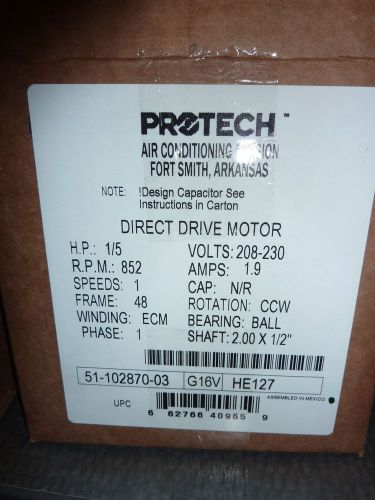 PROTECH™
AIR CONDITIONING DIVISION
FORT SMITH, ARKANSAS
NOTE: !Design Capacitor See
Instructions in Carton
DIRECT DRIVE MOTOR
H.P.: 1/5 VOLTS: 208-230
R.P.M.: 852 AMPS: 1.9
SPEEDS: 1 CAP: N/R
FRAME: 48 ROTATION: CCW
WINDING: ECM BEARING: BALL
PHASE: 1 SHAFT: 2.00 X 1/2"
51-102870-03 G16V HE127
ASSEMBLED IN MEXICO
UPC 6 62766 40965 9